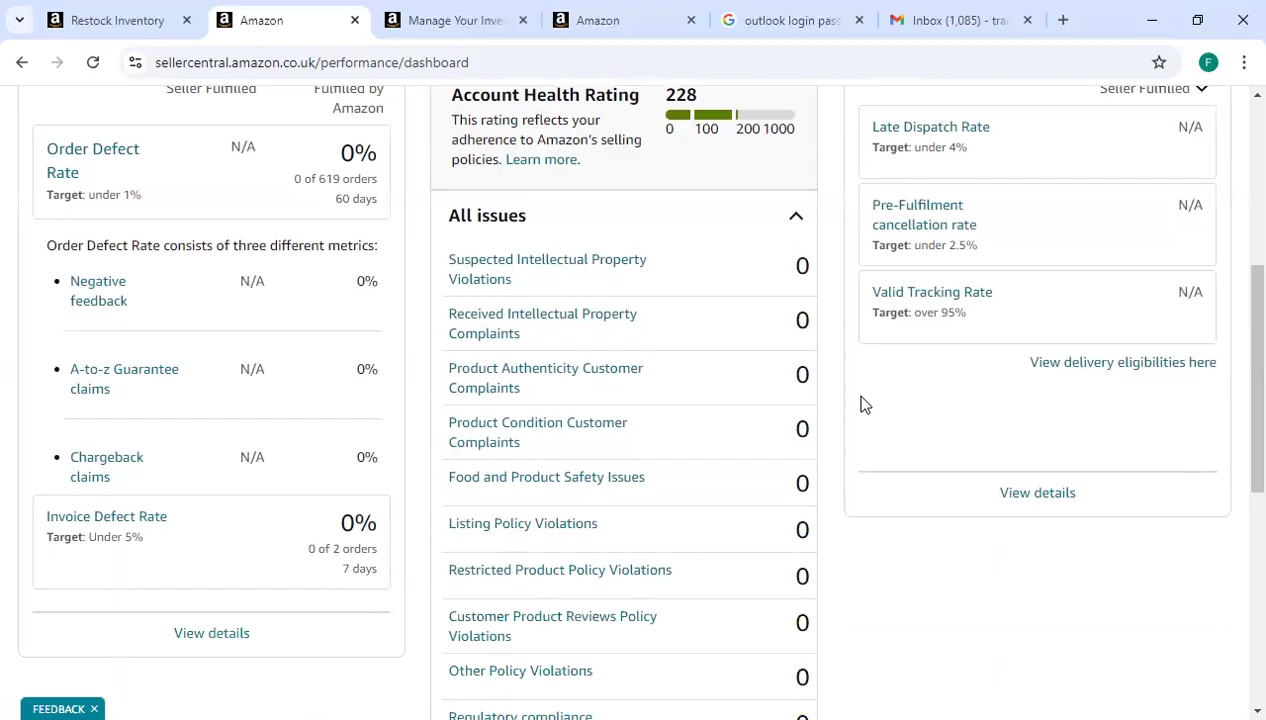 Restock Inventory
Amazon
Manage Your Inve
Amazon
outlook login pas
Inbox (1,085) - tra
sellercentral.amazon.co.uk/performance/dashboard
F
Seller Fulfilled
Fulfilled by
Amazon
Order Defect
Rate
Target: under 1%
N/A
0%
0 of 619 orders
60 days
Order Defect Rate consists of three different metrics:
Negative
feedback
N/A
0%
A-to-z Guarantee
claims
N/A
0%
Chargeback
claims
N/A
0%
Invoice Defect Rate
Target: Under 5%
0%
0 of 2 orders
7 days
View details
FEEDBACK ×
Account Health Rating
This rating reflects your
adherence to Amazon's selling
policies. Learn more.
228
0 100 200 1000
All issues
Suspected Intellectual Property
Violations
0
Received Intellectual Property
Complaints
0
Product Authenticity Customer
Complaints
0
Product Condition Customer
Complaints
0
Food and Product Safety Issues
0
Listing Policy Violations
0
Restricted Product Policy Violations
0
Customer Product Reviews Policy
Violations
0
Other Policy Violations
0
Regulatory compliance
Seller Fulfilled
Late Dispatch Rate
Target: under 4%
N/A
Pre-Fulfilment
cancellation rate
Target: under 2.5%
N/A
Valid Tracking Rate
Target: over 95%
N/A
View delivery eligibilities here
View details